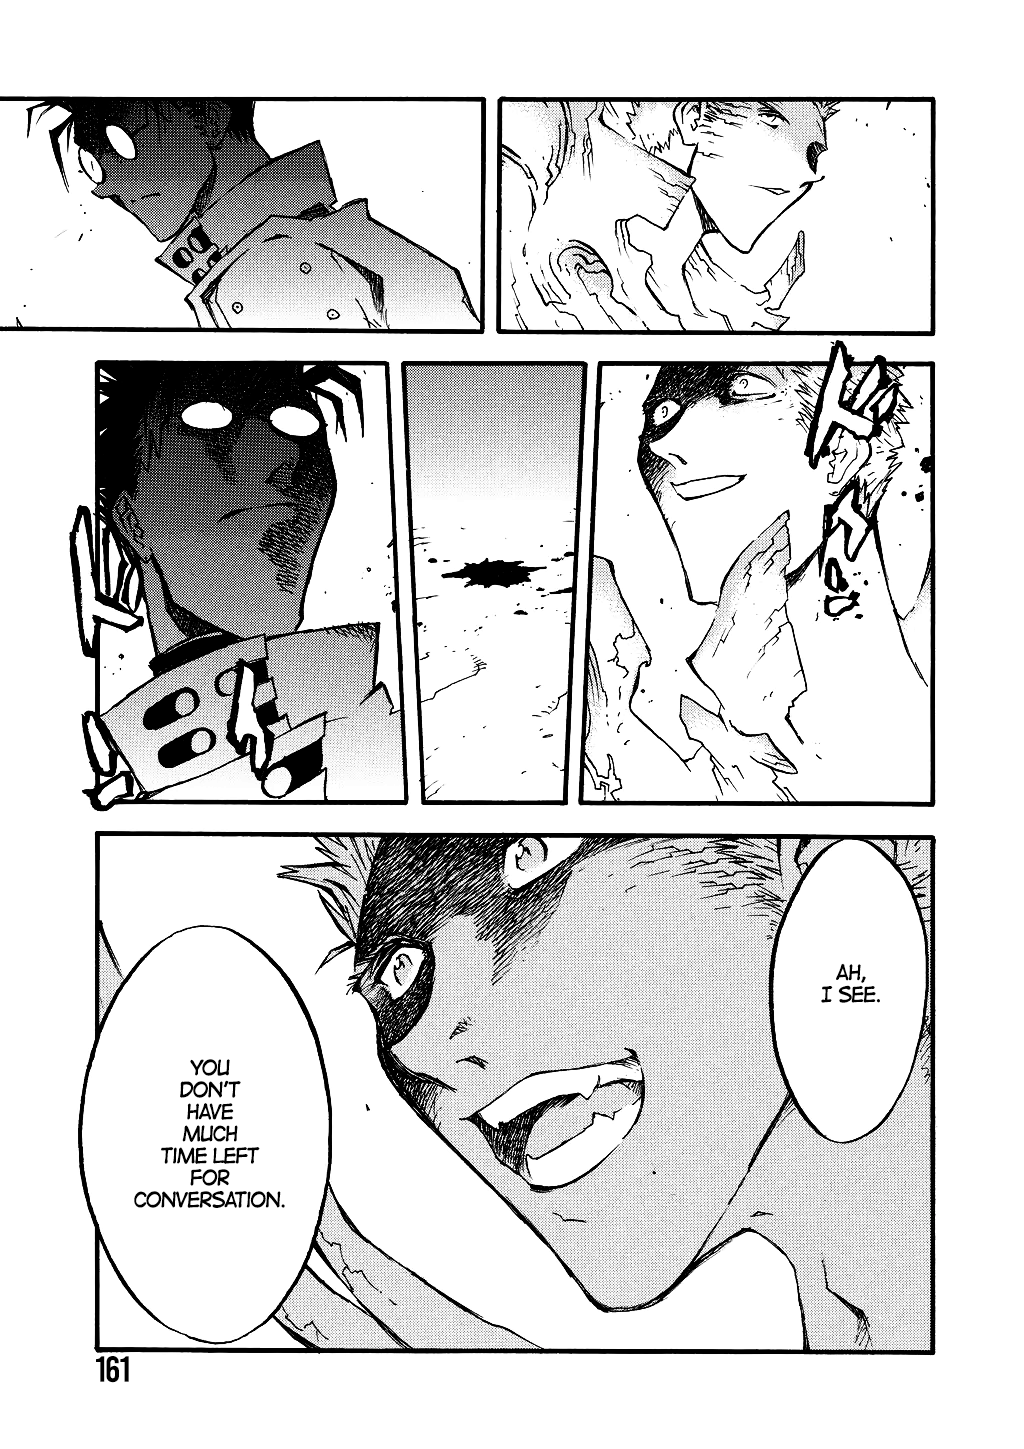 AH,
I SEE.
YOU
DON'T
HAVE
MUCH
TIME LEFT
FOR
CONVERSATION.
161